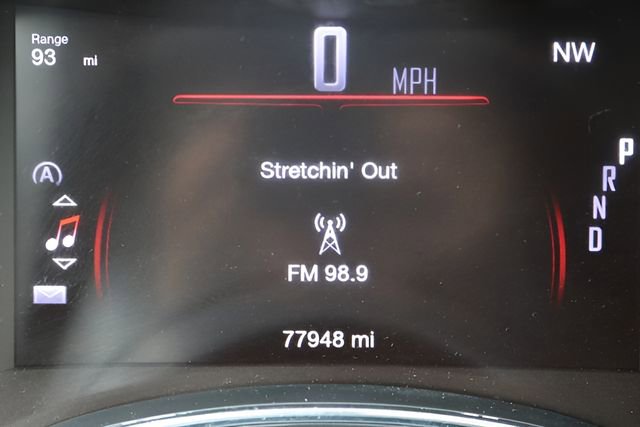 Range
93 mi
0
MPH
NW
A
Stretchin' Out
FM 98.9
77948 mi
P
R
N
D